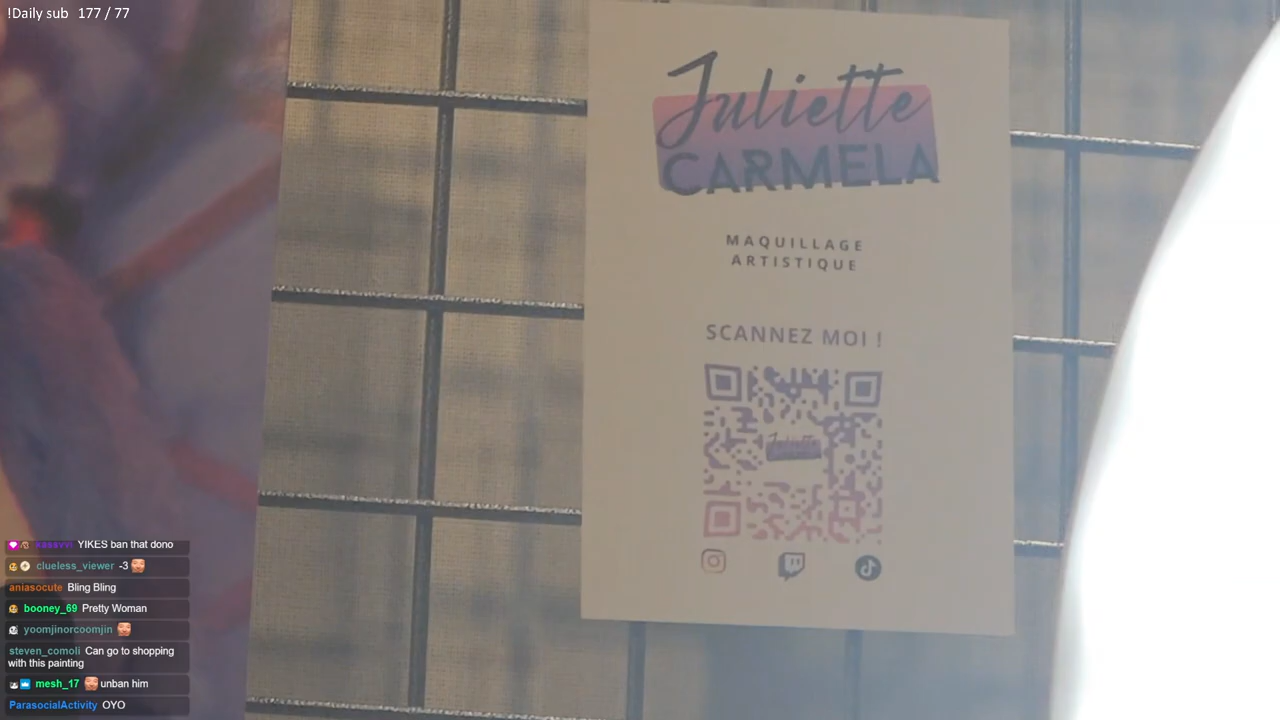 !Daily sub 177 / 77
Juliette
CARMELA
MAQUILLAGE
ARTISTIQUE
SCANNEZ MOI !
Juliette
YIKES ban that dono
clueless_viewer -3
aniasocute Bling Bling
booney_69 Pretty Woman
yoomjinorcoomjin
steven_comoli Can go to shopping
with this painting
mesh_17 unban him
ParasocialActivity OYO